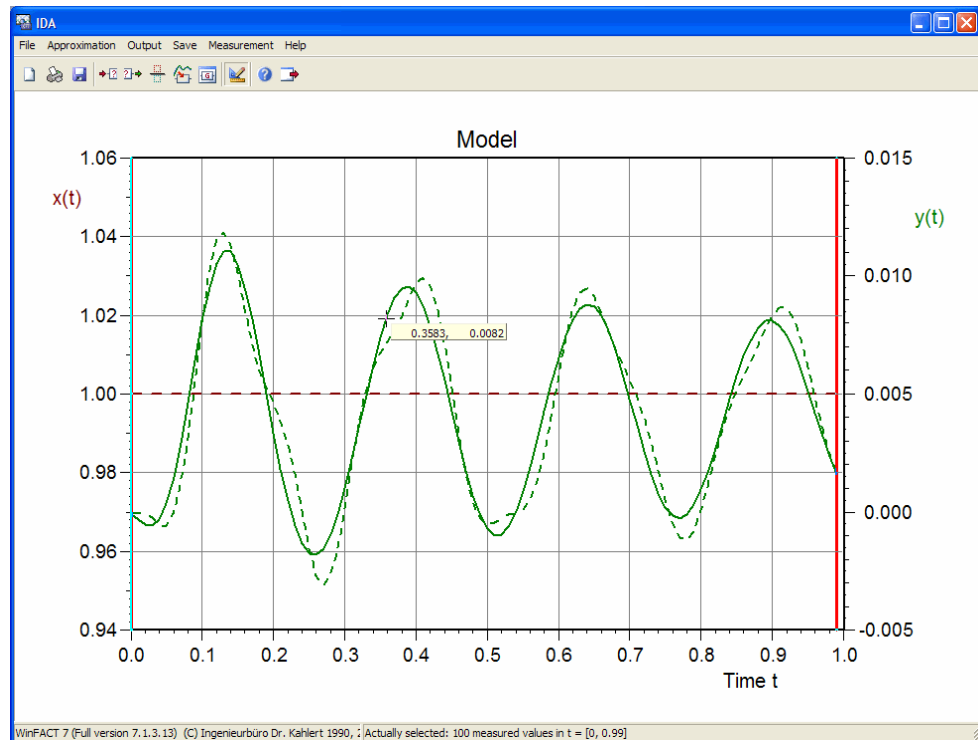 IDA
File Approximation Output Save Measurement Help
Model
x(t)
y(t)
1.06
1.04
1.02
1.00
0.98
0.96
0.94
0.015
0.010
0.005
0.000
-0.005
0.3583, 0.0082
0.0 0.1 0.2 0.3 0.4 0.5 0.6 0.7 0.8 0.9 1.0
Time t
WinFACT 7 (Full version 7.1.3.13) (C) Ingenieurbüro Dr. Kahlert 1990, Actually selected: 100 measured values in t = [0, 0.99]